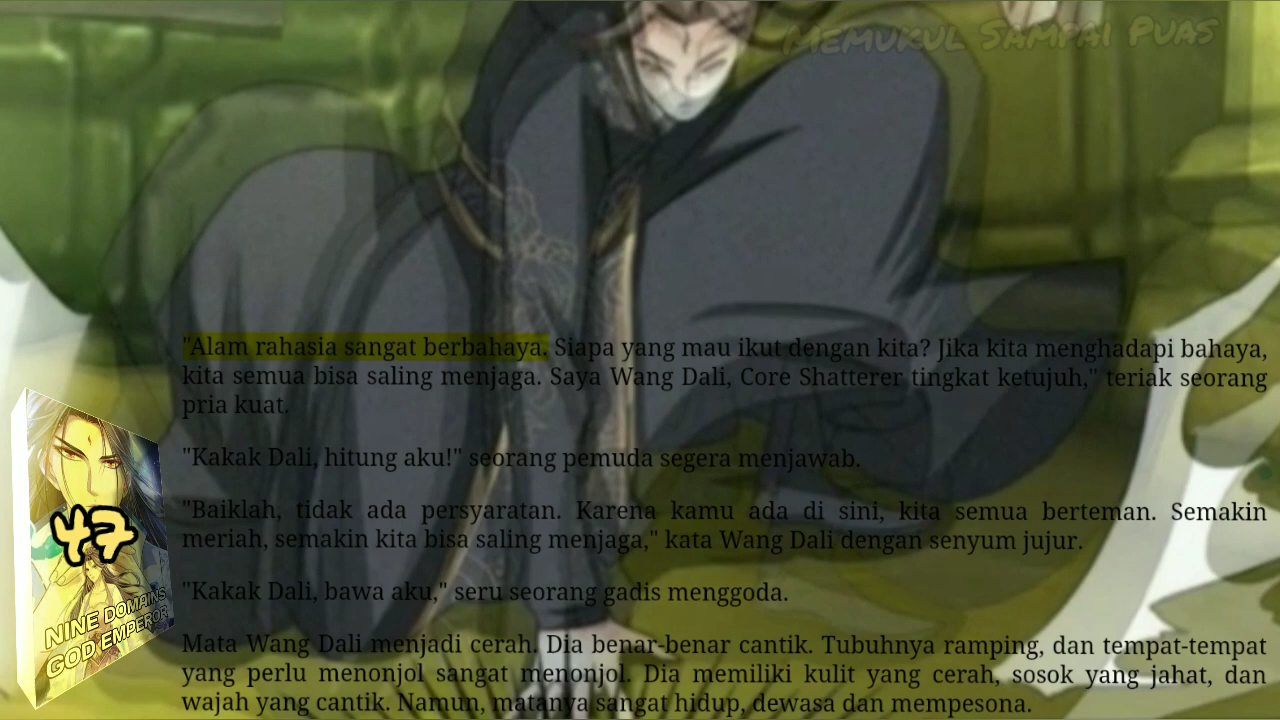 Memukul Sampai Puas
"Alam rahasia sangat berbahaya. Siapa yang mau ikut dengan kita? Jika kita menghadapi bahaya,
kita semua bisa saling menjaga. Saya Wang Dali, Core Shatterer tingkat ketujuh," teriak seorang
pria kuat.
"Kakak Dali, hitung aku!" seorang pemuda segera menjawab.
"Baiklah, tidak ada persyaratan. Karena kamu ada di sini, kita semua berteman. Semakin
meriah, semakin kita bisa saling menjaga," kata Wang Dali dengan senyum jujur.
"Kakak Dali, bawa aku," seru seorang gadis menggoda.
Mata Wang Dali menjadi cerah. Dia benar-benar cantik. Tubuhnya ramping, dan tempat-tempat
yang perlu menonjol sangat menonjol. Dia memiliki kulit yang cerah, sosok yang jahat, dan
wajah yang cantik. Namun, matanya sangat hidup, dewasa dan mempesona.
47
NINE DOMAINS
GOD EMPEROR